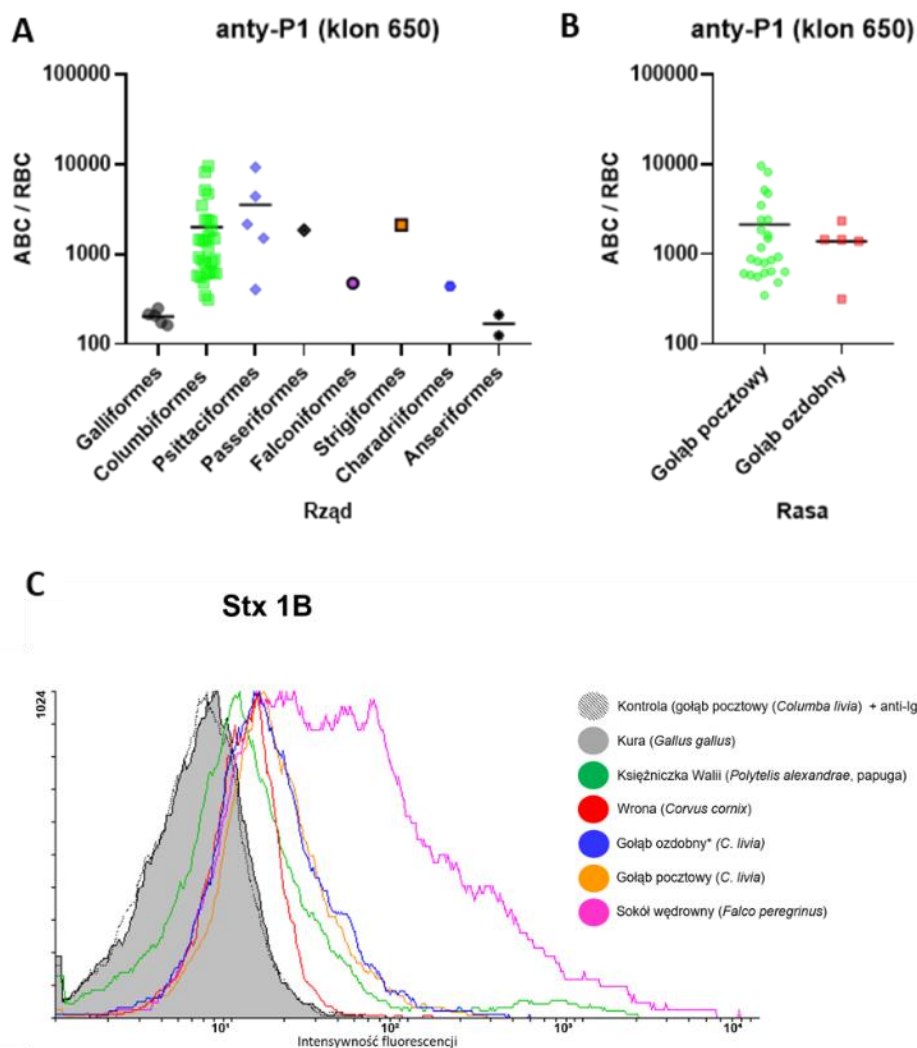 A
anty-P1 (klon 650)
100000
10000
1000
100
ABC / RBC
Galliformes
Columbiformes
Psittaciformes
Passeriformes
Falconiformes
Strigiformes
Charadriiformes
Anseriformes
Rząd
B
anty-P1 (klon 650)
100000
10000
1000
100
ABC / RBC
Gołąb pocztowy
Gołąb ozdobny
Rasa
C
Stx 1B
1024
10¹
10²
10³
10⁴
Intensywność fluorescencji
Kontrola (gołąb pocztowy (Columba livia) + anti-Ig
Kura (Gallus gallus)
Księżniczka Walii (Polytelis alexandrae, papuga)
Wrona (Corvus cornix)
Gołąb ozdobny* (C. livia)
Gołąb pocztowy (C. livia)
Sokół wędrowny (Falco peregrinus)